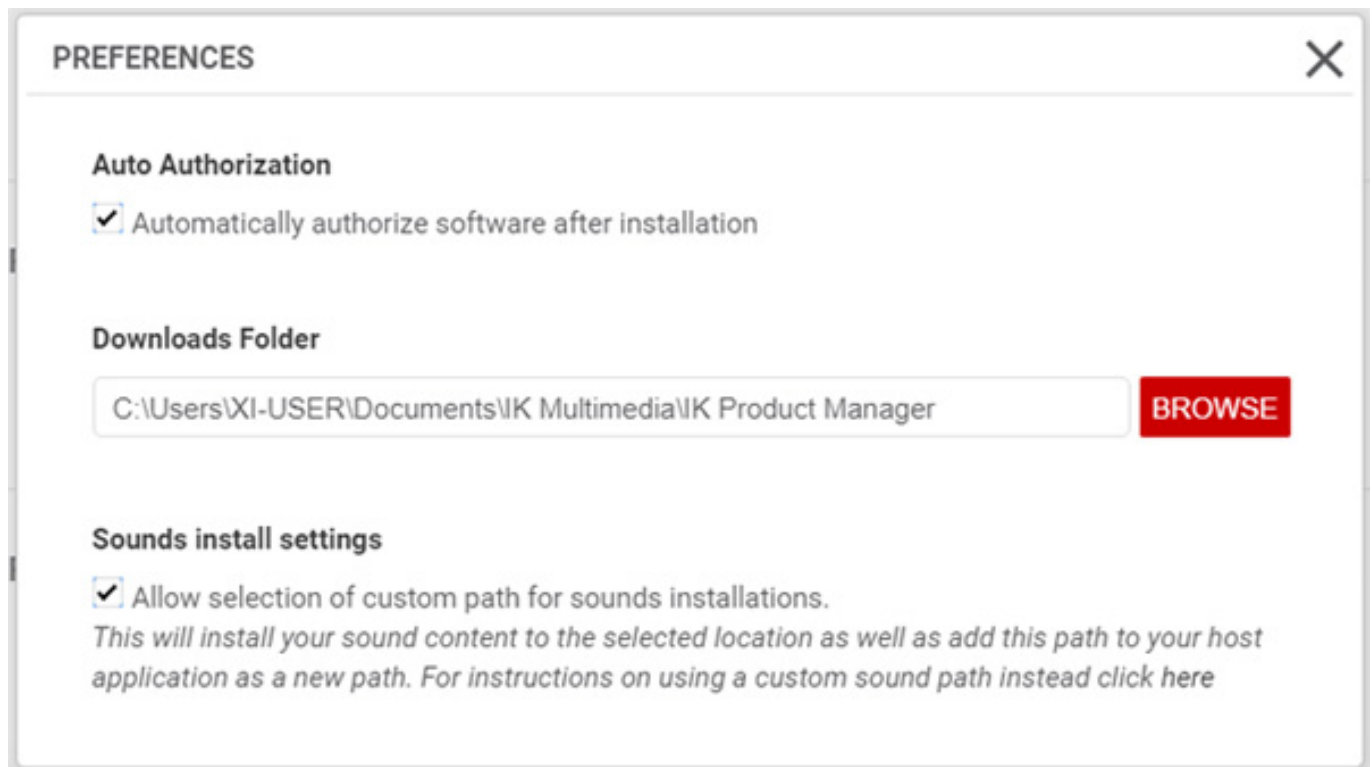 PREFERENCES
Auto Authorization
Automatically authorize software after installation
Downloads Folder
C:\Users\XI-USER\Documents\IK Multimedia\IK Product Manager
BROWSE
Sounds install settings
Allow selection of custom path for sounds installations.
This will install your sound content to the selected location as well as add this path to your host
application as a new path. For instructions on using a custom sound path instead click here